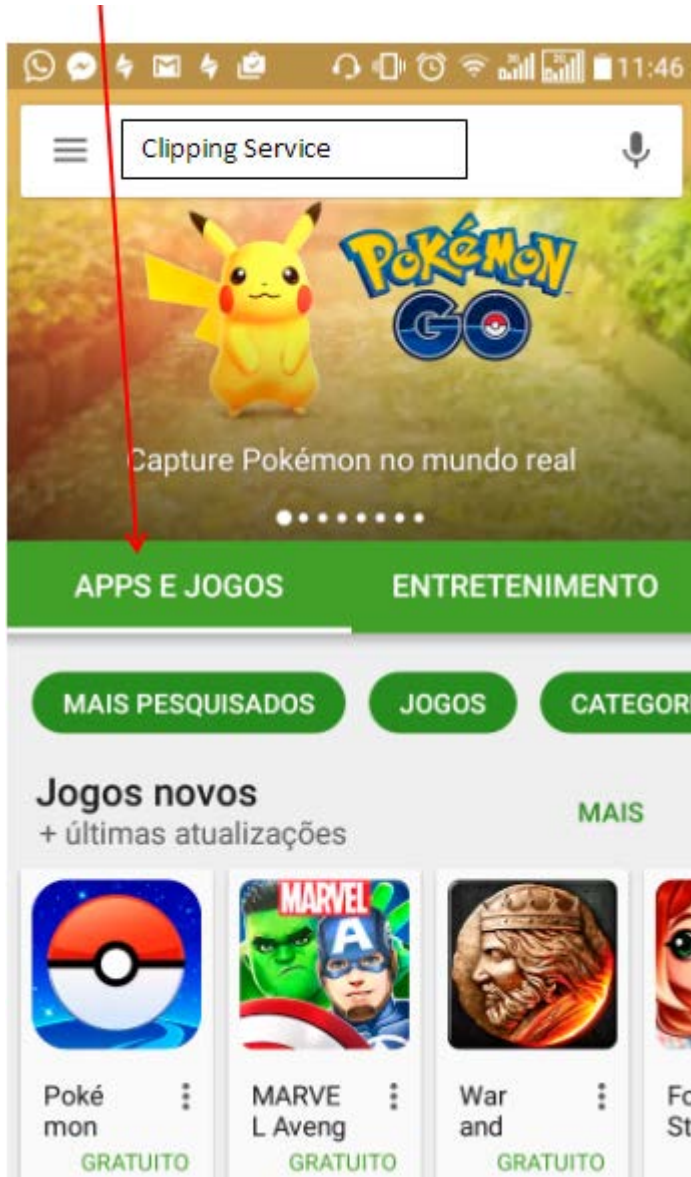 11:46
Clipping Service
POKÉMON
GO
Capture Pokémon no mundo real
APPS E JOGOS
ENTRETENIMENTO
MAIS PESQUISADOS
JOGOS
CATEGOR
Jogos novos
MAIS
+ últimas atualizações
MARVEL
A
Poké
mon
GRATUITO
MARVE
L Aveng
GRATUITO
War
and
GRATUITO
Fo
St